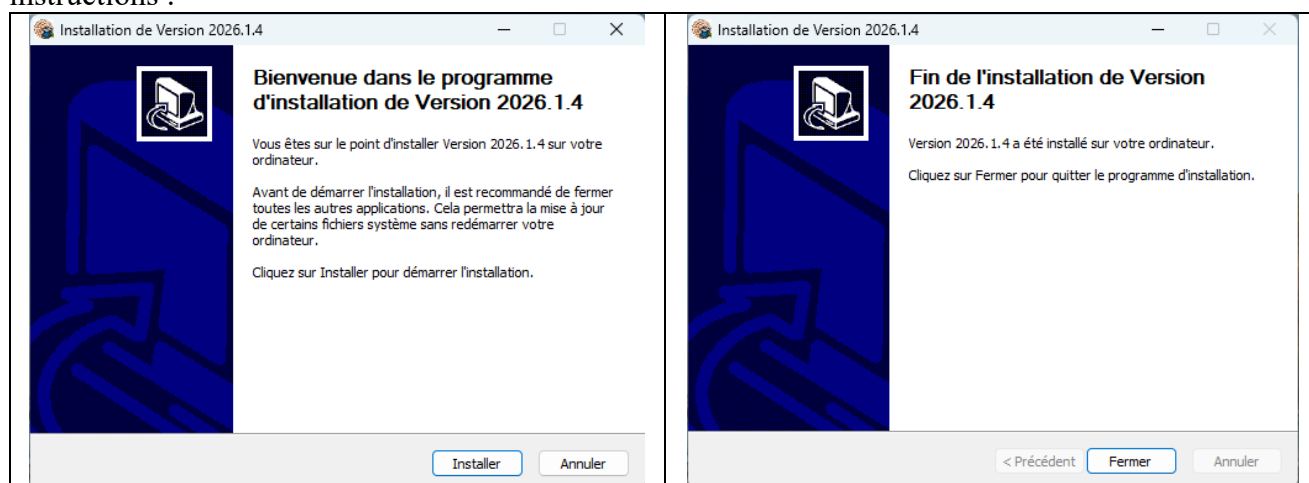 instructions :
Installation de Version 2026.1.4
Bienvenue dans le programme
d'installation de Version 2026.1.4
Vous êtes sur le point d'installer Version 2026.1.4 sur votre
ordinateur.
Avant de démarrer l'installation, il est recommandé de fermer
toutes les autres applications. Cela permettra la mise à jour
de certains fichiers système sans redémarrer votre
ordinateur.
Cliquez sur Installer pour démarrer l'installation.
Installer
Annuler
Installation de Version 2026.1.4
Fin de l'installation de Version
2026.1.4
Version 2026.1.4 a été installé sur votre ordinateur.
Cliquez sur Fermer pour quitter le programme d'installation.
< Précédent
Fermer
Annuler